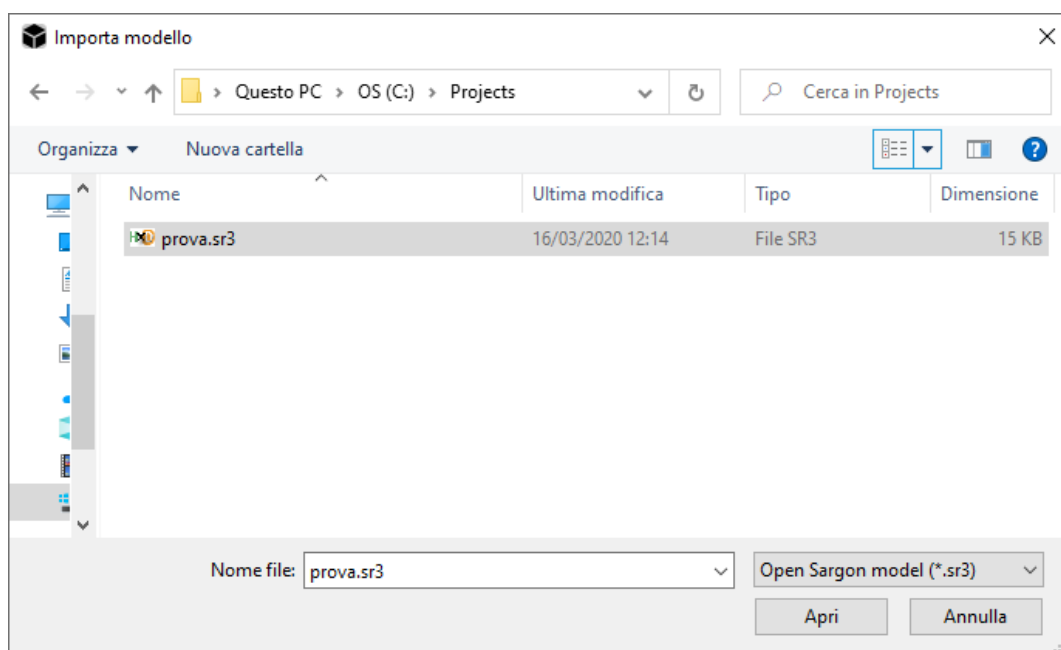 Importa modello
Questo PC > OS (C:) > Projects
Cerca in Projects
Organizza
Nuova cartella
Nome Ultima modifica Tipo Dimensione
prova.sr3 16/03/2020 12:14 File SR3 15 KB
Nome file: prova.sr3 Open Sargon model (*.sr3)
Apri Annulla